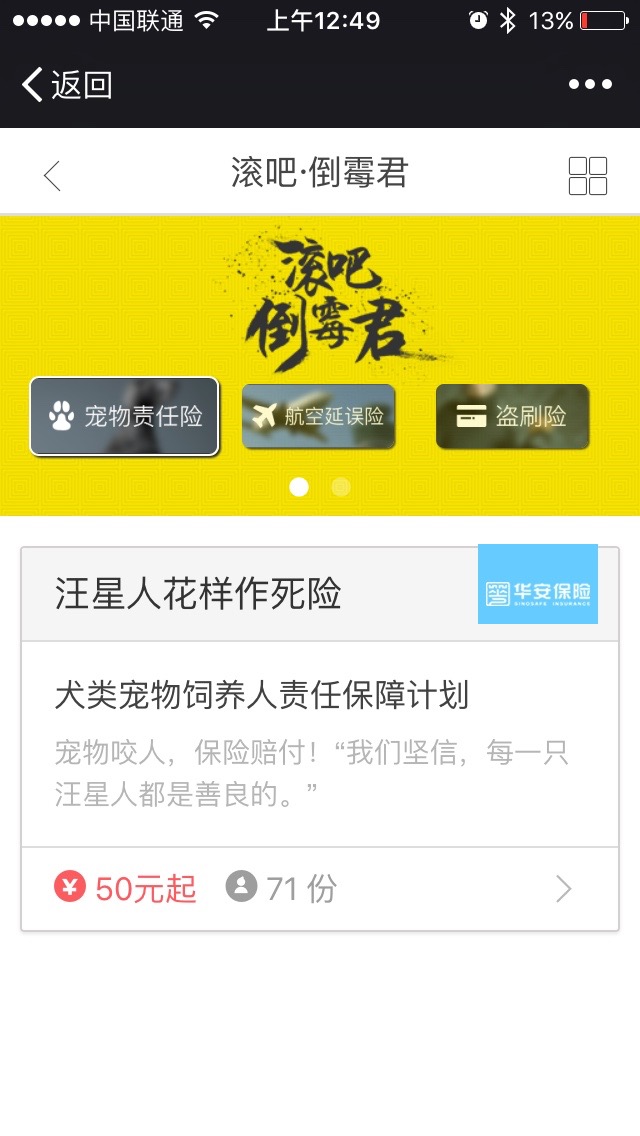 中国联通
上午12:49
13%
返回
滚吧·倒霉君
滚吧
倒霉君
宠物责任险
航空延误险
盗刷险
汪星人花样作死险
华安保险
SINOSAFE INSURANCE
犬类宠物饲养人责任保障计划
宠物咬人，保险赔付！“我们坚信，每一只
汪星人都是善良的。”
¥ 50元起
71 份